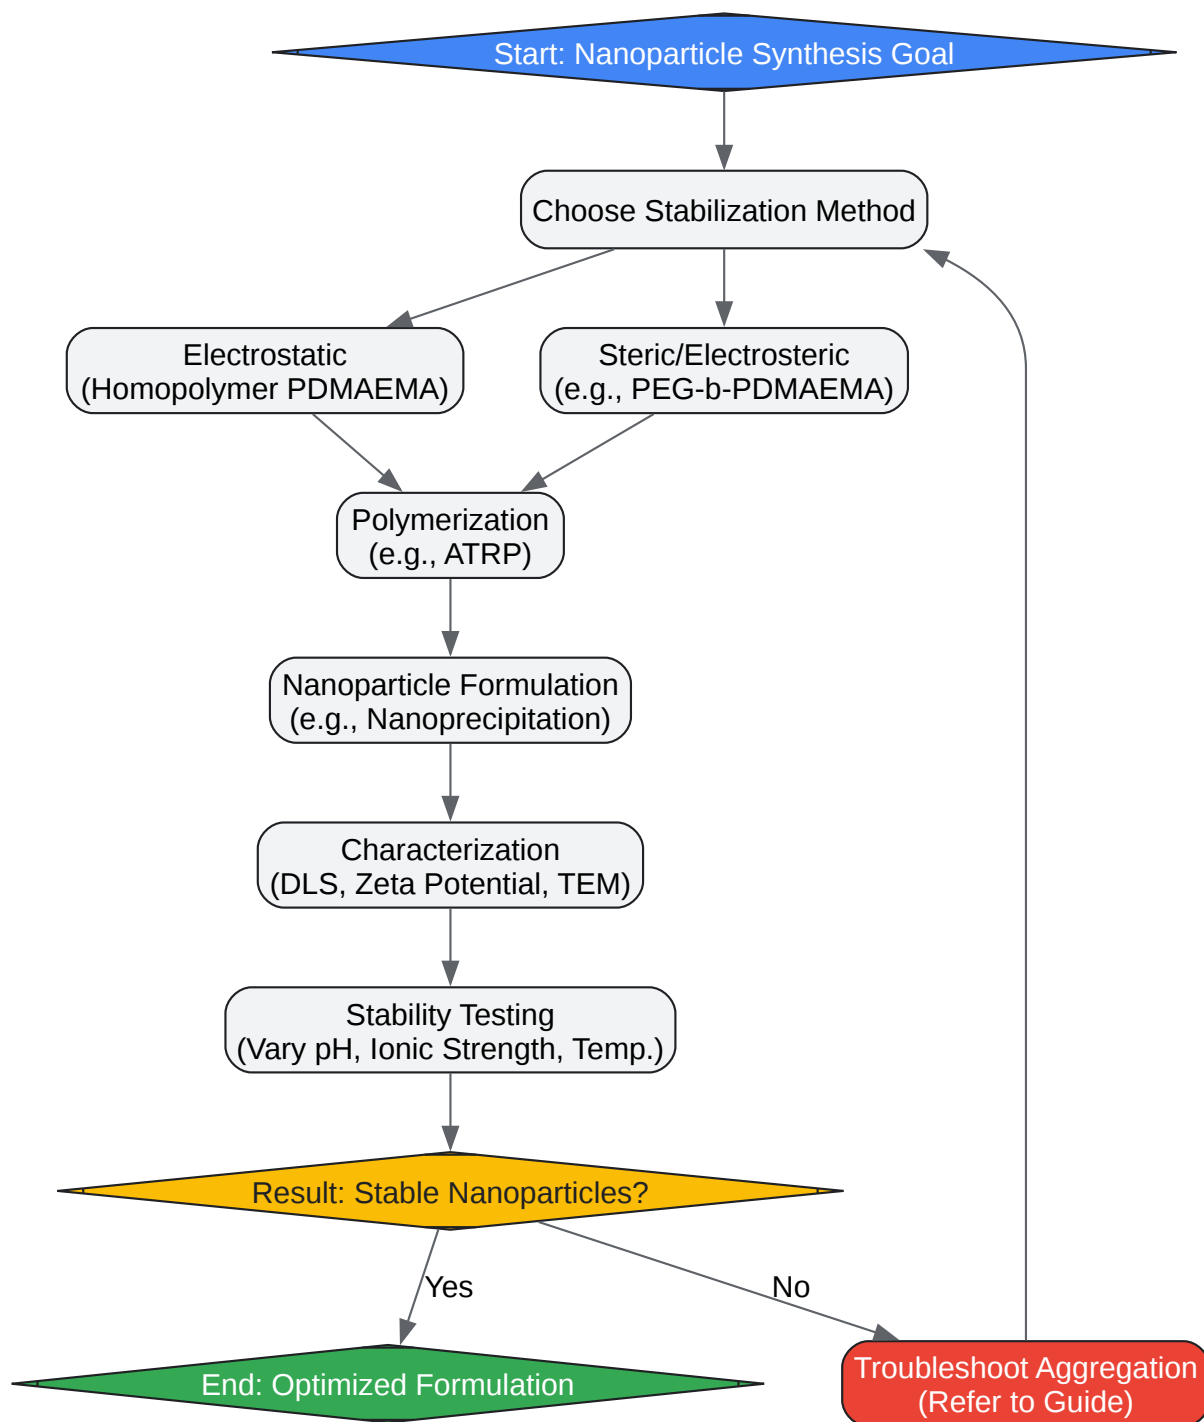 Start: Nanoparticle Synthesis Goal
Choose Stabilization Method
Electrostatic
(Homopolymer PDMAEMA)
Steric/Electrosteric
(e.g., PEG-b-PDMAEMA)
Polymerization
(e.g., ATRP)
Nanoparticle Formulation
(e.g., Nanoprecipitation)
Characterization
(DLS, Zeta Potential, TEM)
Stability Testing
(Vary pH, Ionic Strength, Temp.)
Result: Stable Nanoparticles?
Yes
No
End: Optimized Formulation
Troubleshoot Aggregation
(Refer to Guide)